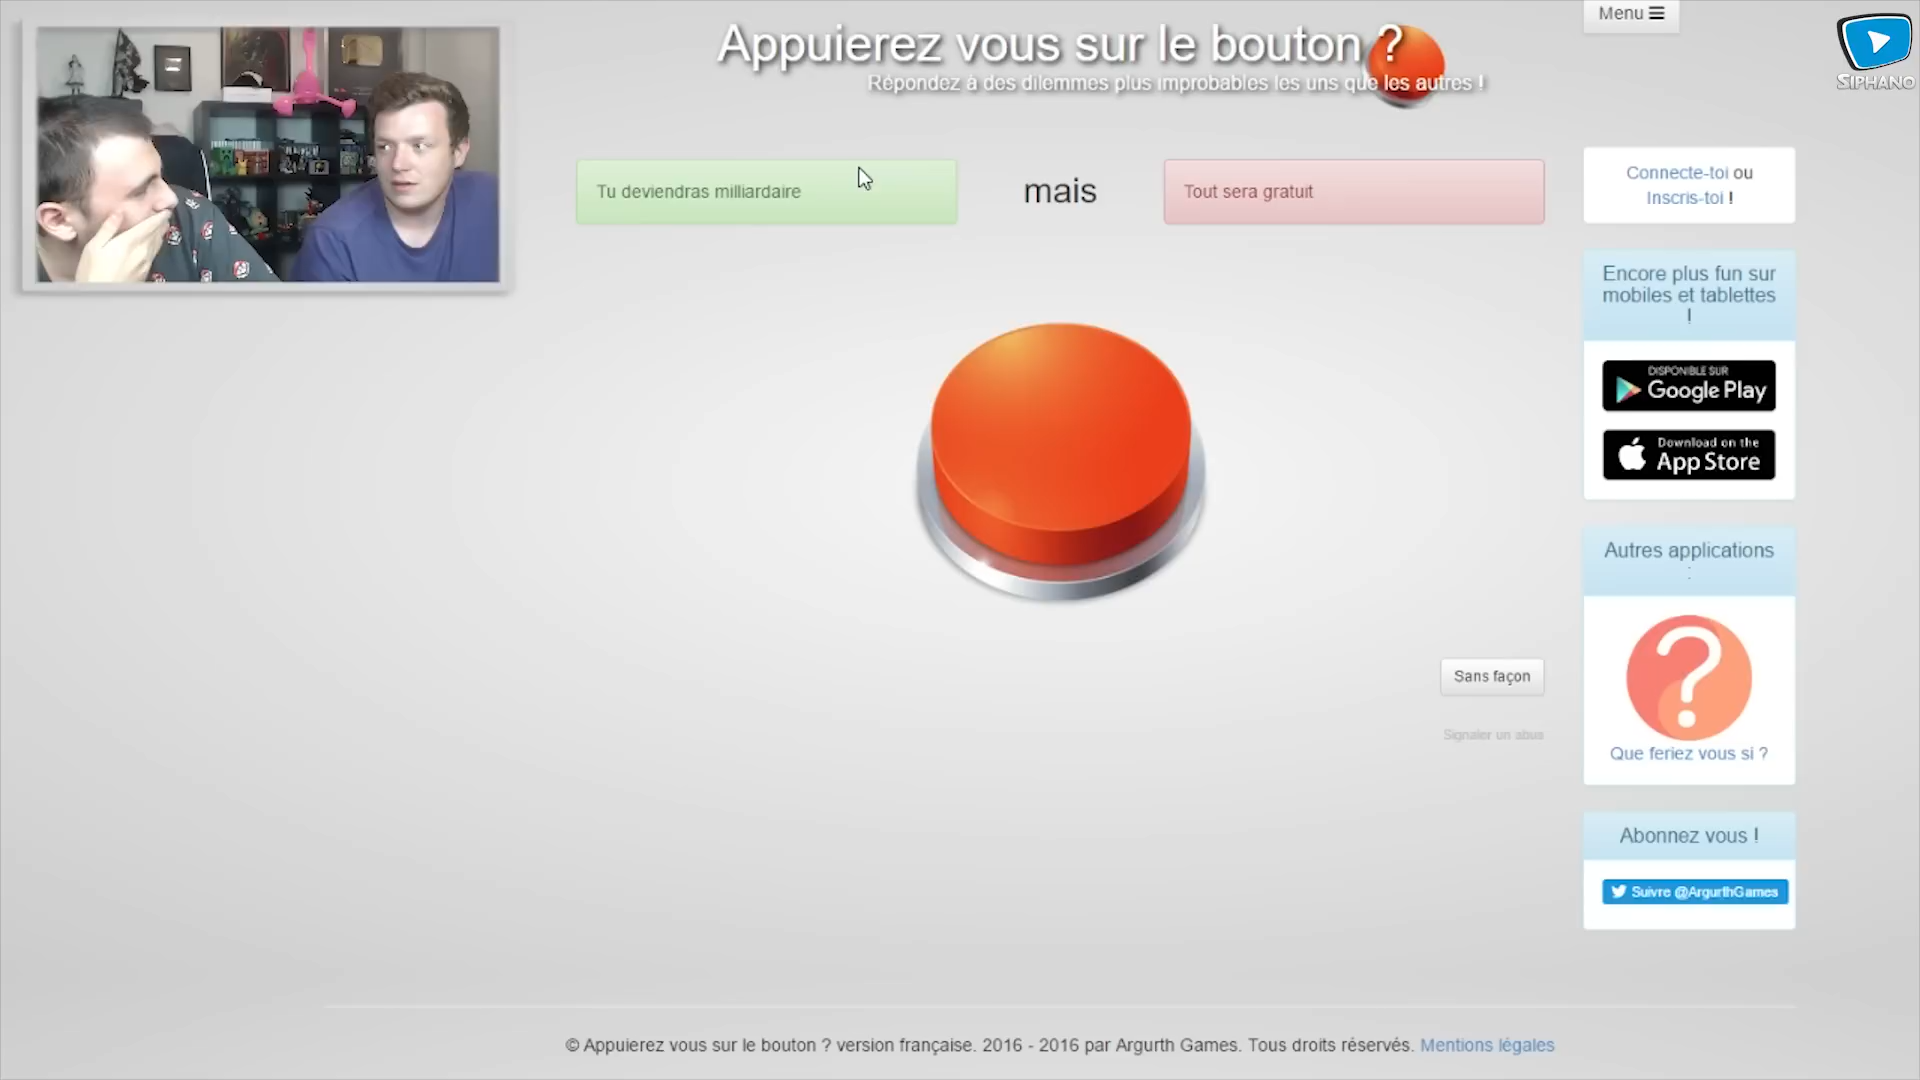 Menu
SIPHANO
Appuierez vous sur le bouton ?
Répondez à des dilemmes plus improbables les uns que les autres !
Tu deviendras milliardaire
mais
Tout sera gratuit
Connecte-toi ou
Inscris-toi !
Encore plus fun sur
mobiles et tablettes
!
DISPONIBLE SUR
Google Play
Download on the
App Store
Sans façon
Signaler un abus
Autres applications
:
?
Que feriez vous si ?
Abonnez vous !
Suivre @ArgurthGames
© Appuierez vous sur le bouton ? version française. 2016 - 2016 par Argurth Games. Tous droits réservés. Mentions légales